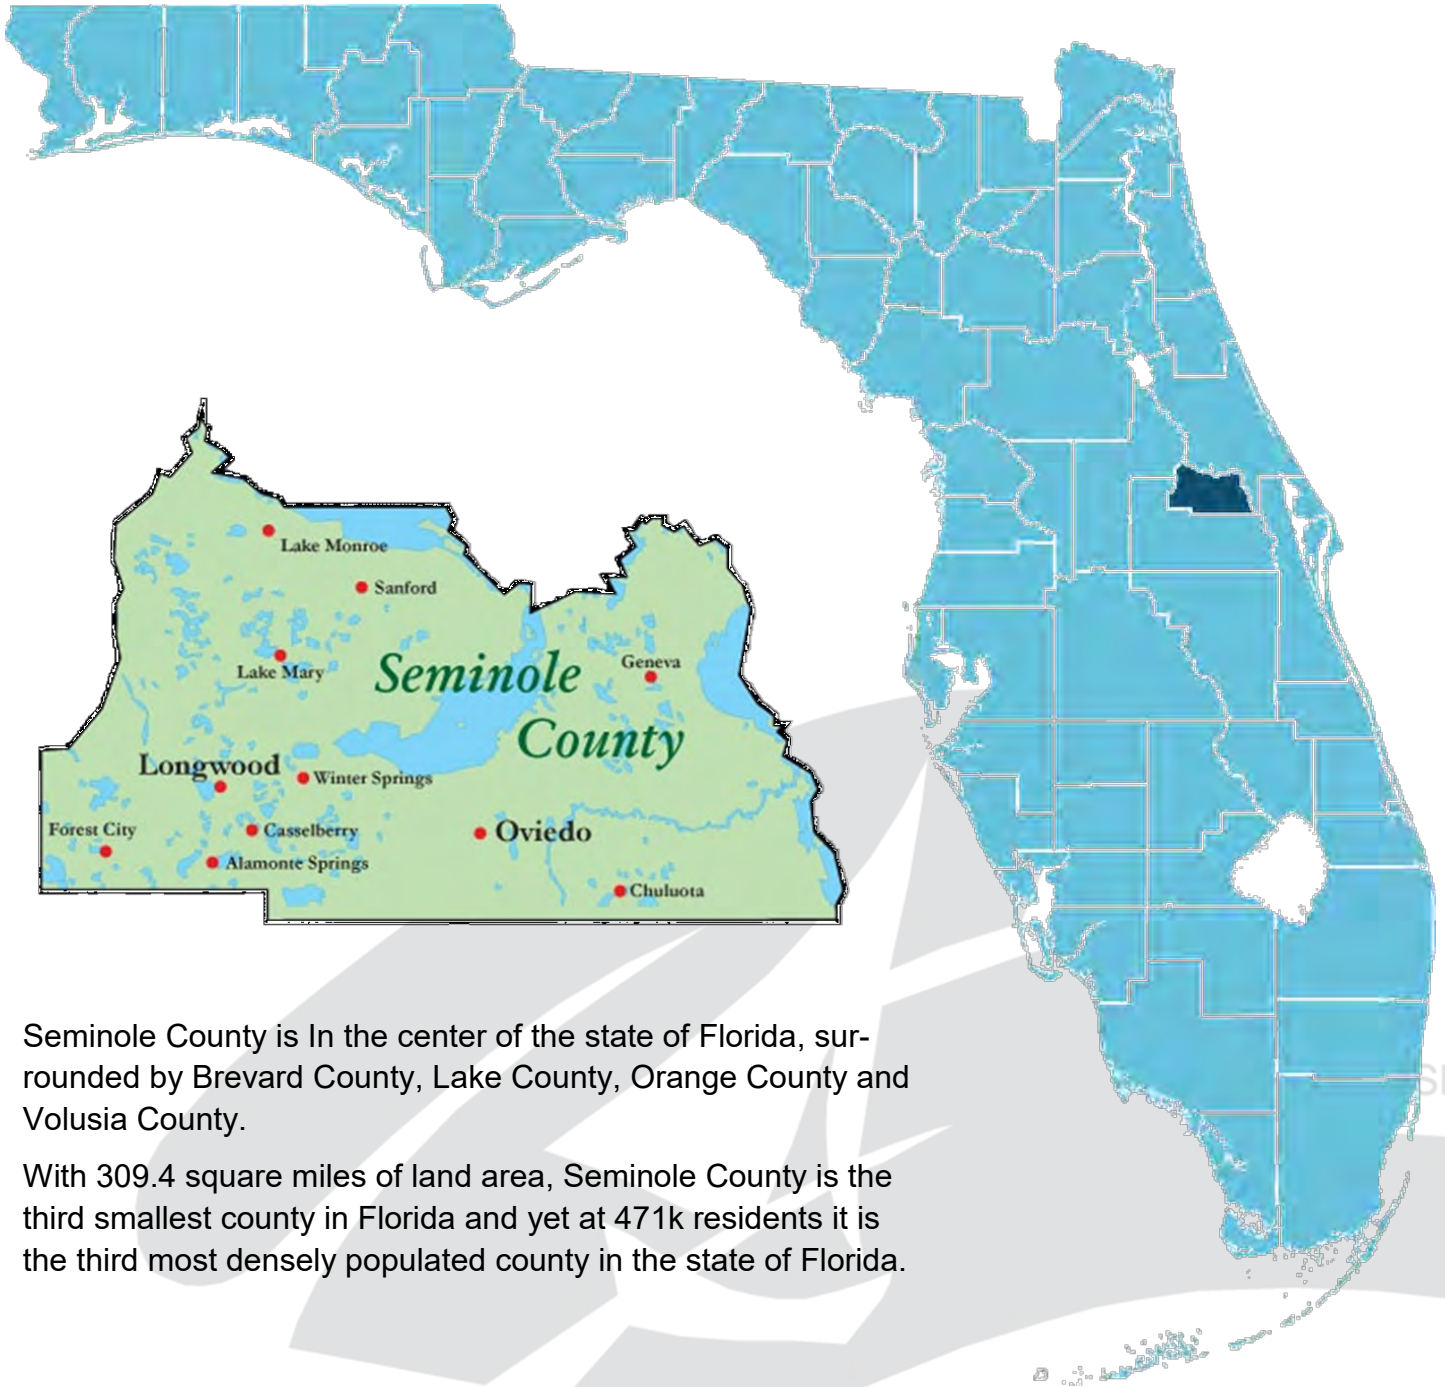 Lake Monroe
Sanford
Lake Mary
Seminole
County
Geneva
Longwood
Winter Springs
Forest City
Casselberry
Oviedo
Alamonte Springs
Chuluota
Seminole County is In the center of the state of Florida, sur-
rounded by Brevard County, Lake County, Orange County and
Volusia County.
With 309.4 square miles of land area, Seminole County is the
third smallest county in Florida and yet at 471k residents it is
the third most densely populated county in the state of Florida.